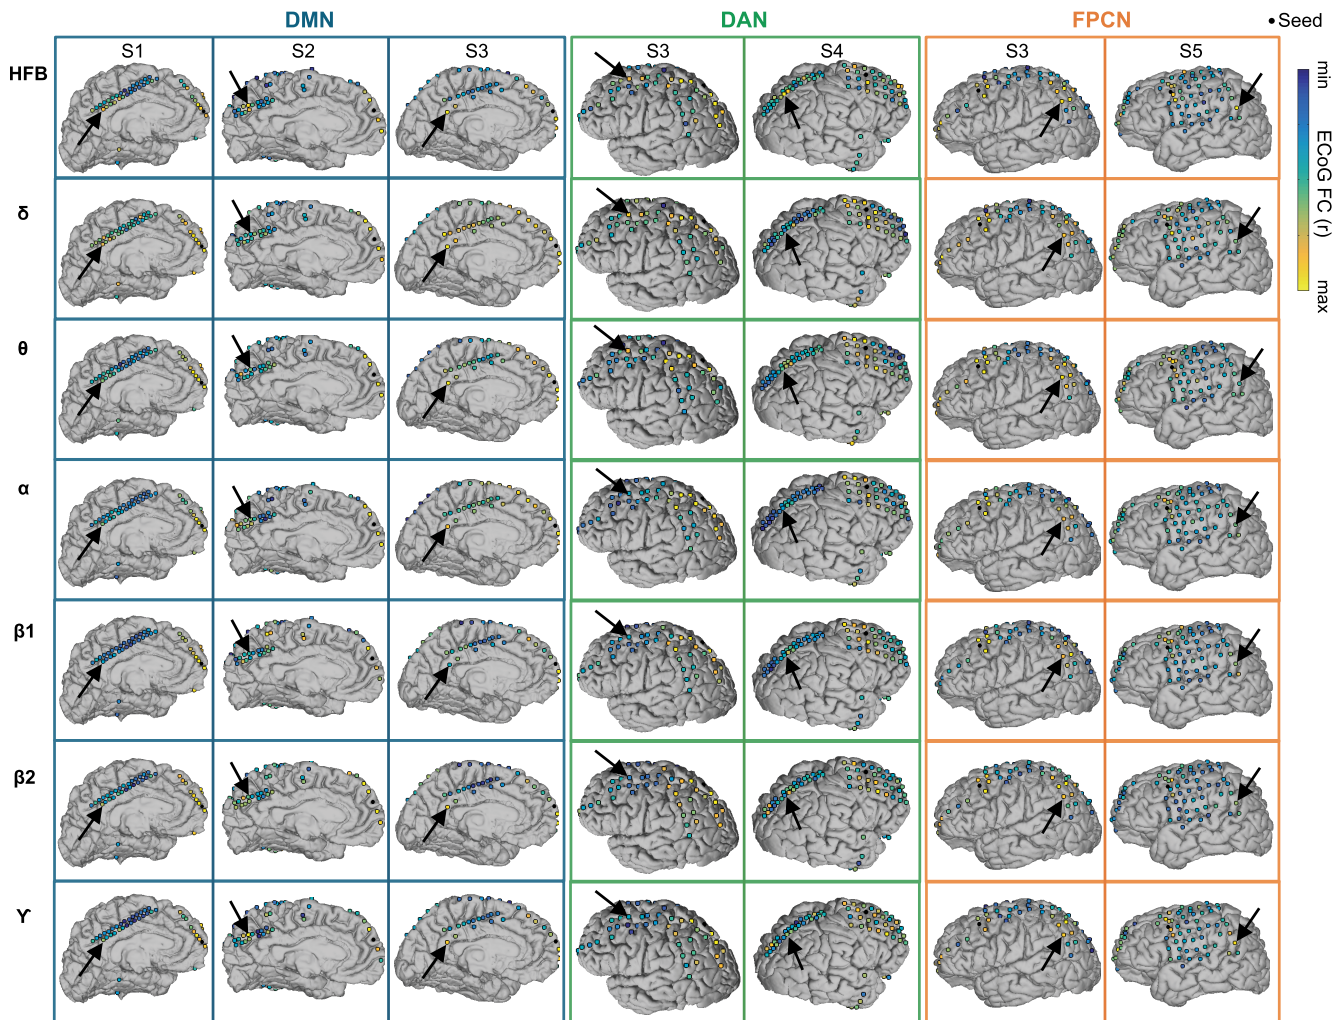 DMN DAN FPCN • Seed
S1 S2 S3 S3 S4 S3 S5
HFB
δ
θ
α
β1
β2
ϒ
min
ECoG FC (r)
max